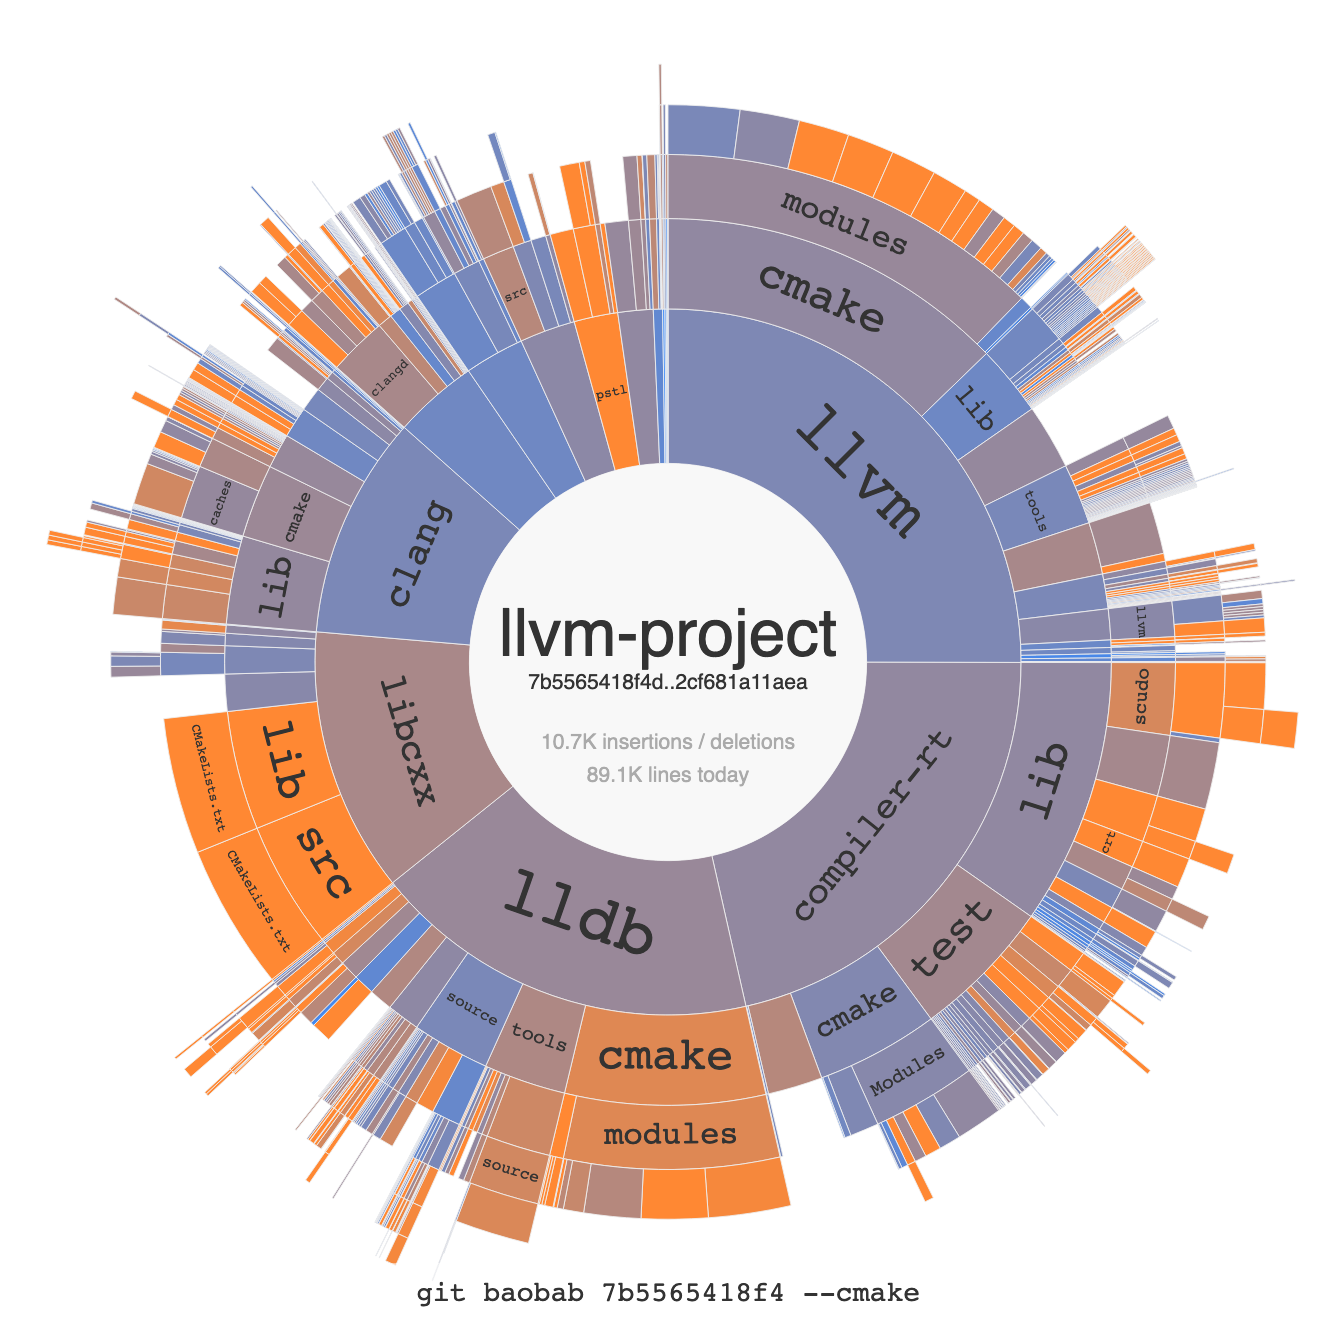 llvm-project
7b5565418f4d..2cf681a11aea
10.7K insertions / deletions
89.1K lines today
llvm
cmake
modules
lib
tools
llvm
compiler-rt
lib
scudo
crt
test
cmake
Modules
lldb
cmake
modules
tools
source
source
libcxx
src
CMakeLists.txt
lib
CMakeLists.txt
clang
lib
cmake
caches
clangd
src
pstl
git baobab 7b5565418f4 --cmake